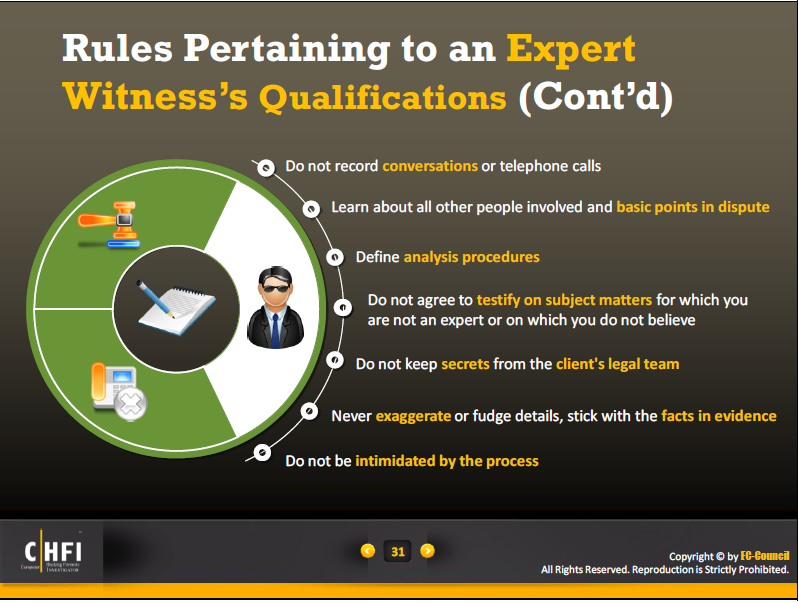 Rules Pertaining to an Expert
Witness's Qualifications (Cont'd)
Do not record conversations or telephone calls
Learn about all other people involved and basic points in dispute
Define analysis procedures
Do not agree to testify on subject matters for which you
are not an expert or on which you do not believe
Do not keep secrets from the client's legal team
Never exaggerate or fudge details, stick with the facts in evidence
Do not be intimidated by the process
CHFI
Computer
Hacking Forensic
INVESTIGATOR
31
Copyright © by EC-Council
All Rights Reserved. Reproduction is Strictly Prohibited.